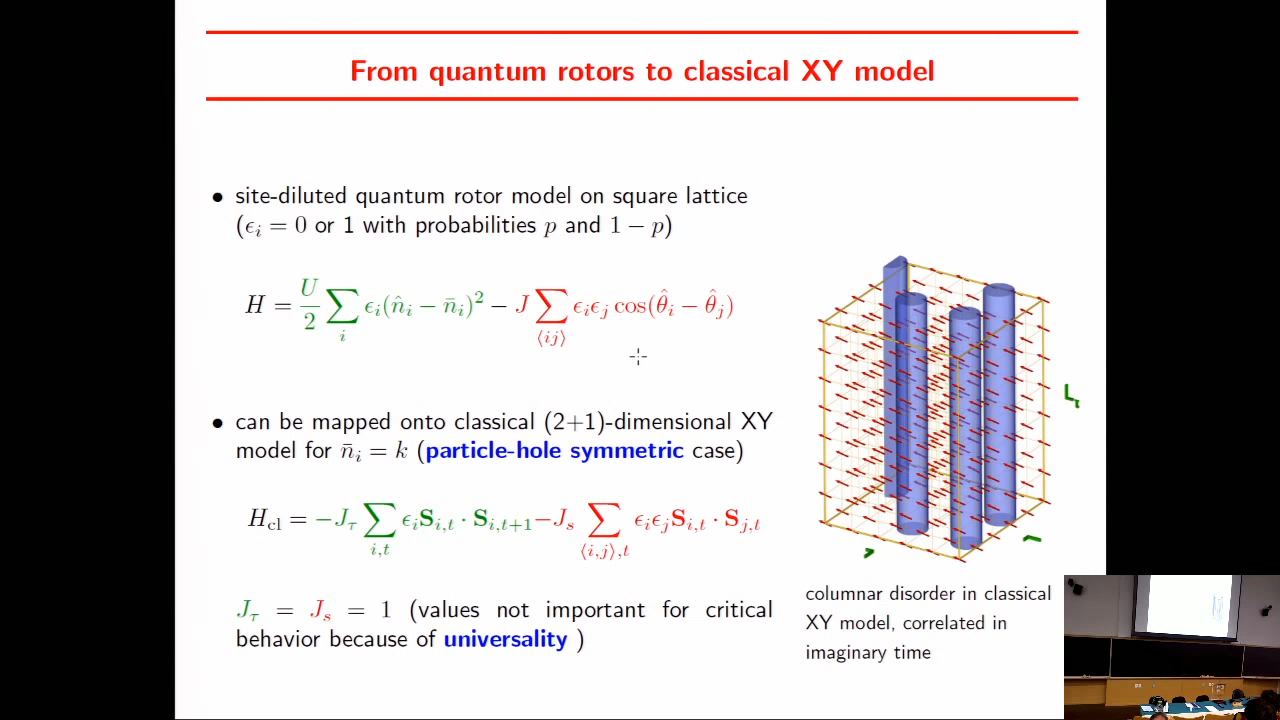 From quantum rotors to classical XY model
• site-diluted quantum rotor model on square lattice
(ϵ_i = 0 or 1 with probabilities p and 1 − p)
H = U/2 ∑_i ϵ_i(n̂_i − n̄_i)² − J ∑_⟨ij⟩ ϵ_iϵ_j cos(θ̂_i − θ̂_j)
• can be mapped onto classical (2+1)-dimensional XY
model for n̄_i = k (particle-hole symmetric case)
H_cl = −J_τ ∑_{i,t} ϵ_i S_{i,t} · S_{i,t+1} − J_s ∑_{⟨i,j⟩,t} ϵ_iϵ_j S_{i,t} · S_{j,t}
J_τ = J_s = 1 (values not important for critical
behavior because of universality )
L_τ
columnar disorder in classical
XY model, correlated in
imaginary time